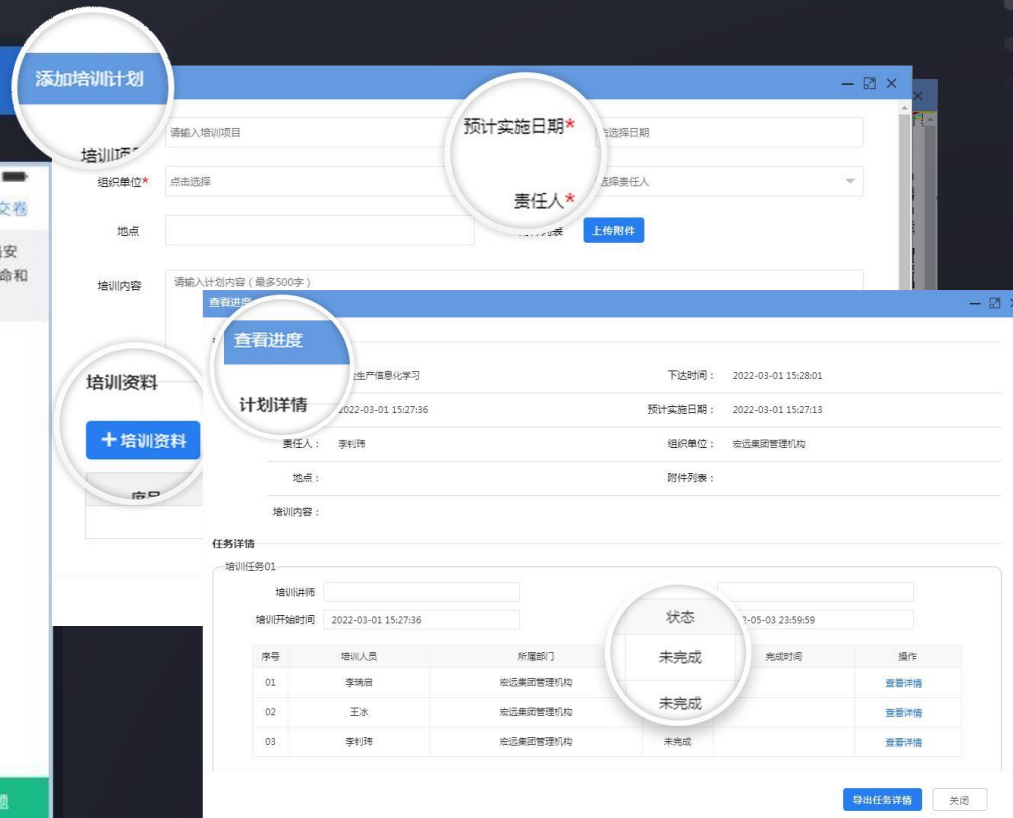 添加培训计划
请输入培训项目
预计实施日期*
选择日期
培训项
组织单位*
点击选择
责任人*
选择责任人
地点
上传附件
交卷
安
命和
培训内容
请输入计划内容（最多500字）
查看进度
查看进度
培训资料
生产信息化学习
下达时间：
2022-03-01 15:28:01
计划详情
2022-03-01 15:27:36
预计实施日期：
2022-03-01 15:27:13
+培训资料
责任人：
李钊玮
组织单位：
宏远集团管理机构
序号
地点：
附件列表：
培训内容：
任务详情
培训任务01
培训讲师
培训开始时间
2022-03-01 15:27:36
状态
-05-03 23:59:59
序号
培训人员
所属部门
未完成
完成时间
操作
01
李瑞启
宏远集团管理机构
查看详情
02
王冰
宏远集团管理机构
未完成
查看详情
03
李钊玮
宏远集团管理机构
未完成
查看详情
题
导出任务详情
关闭